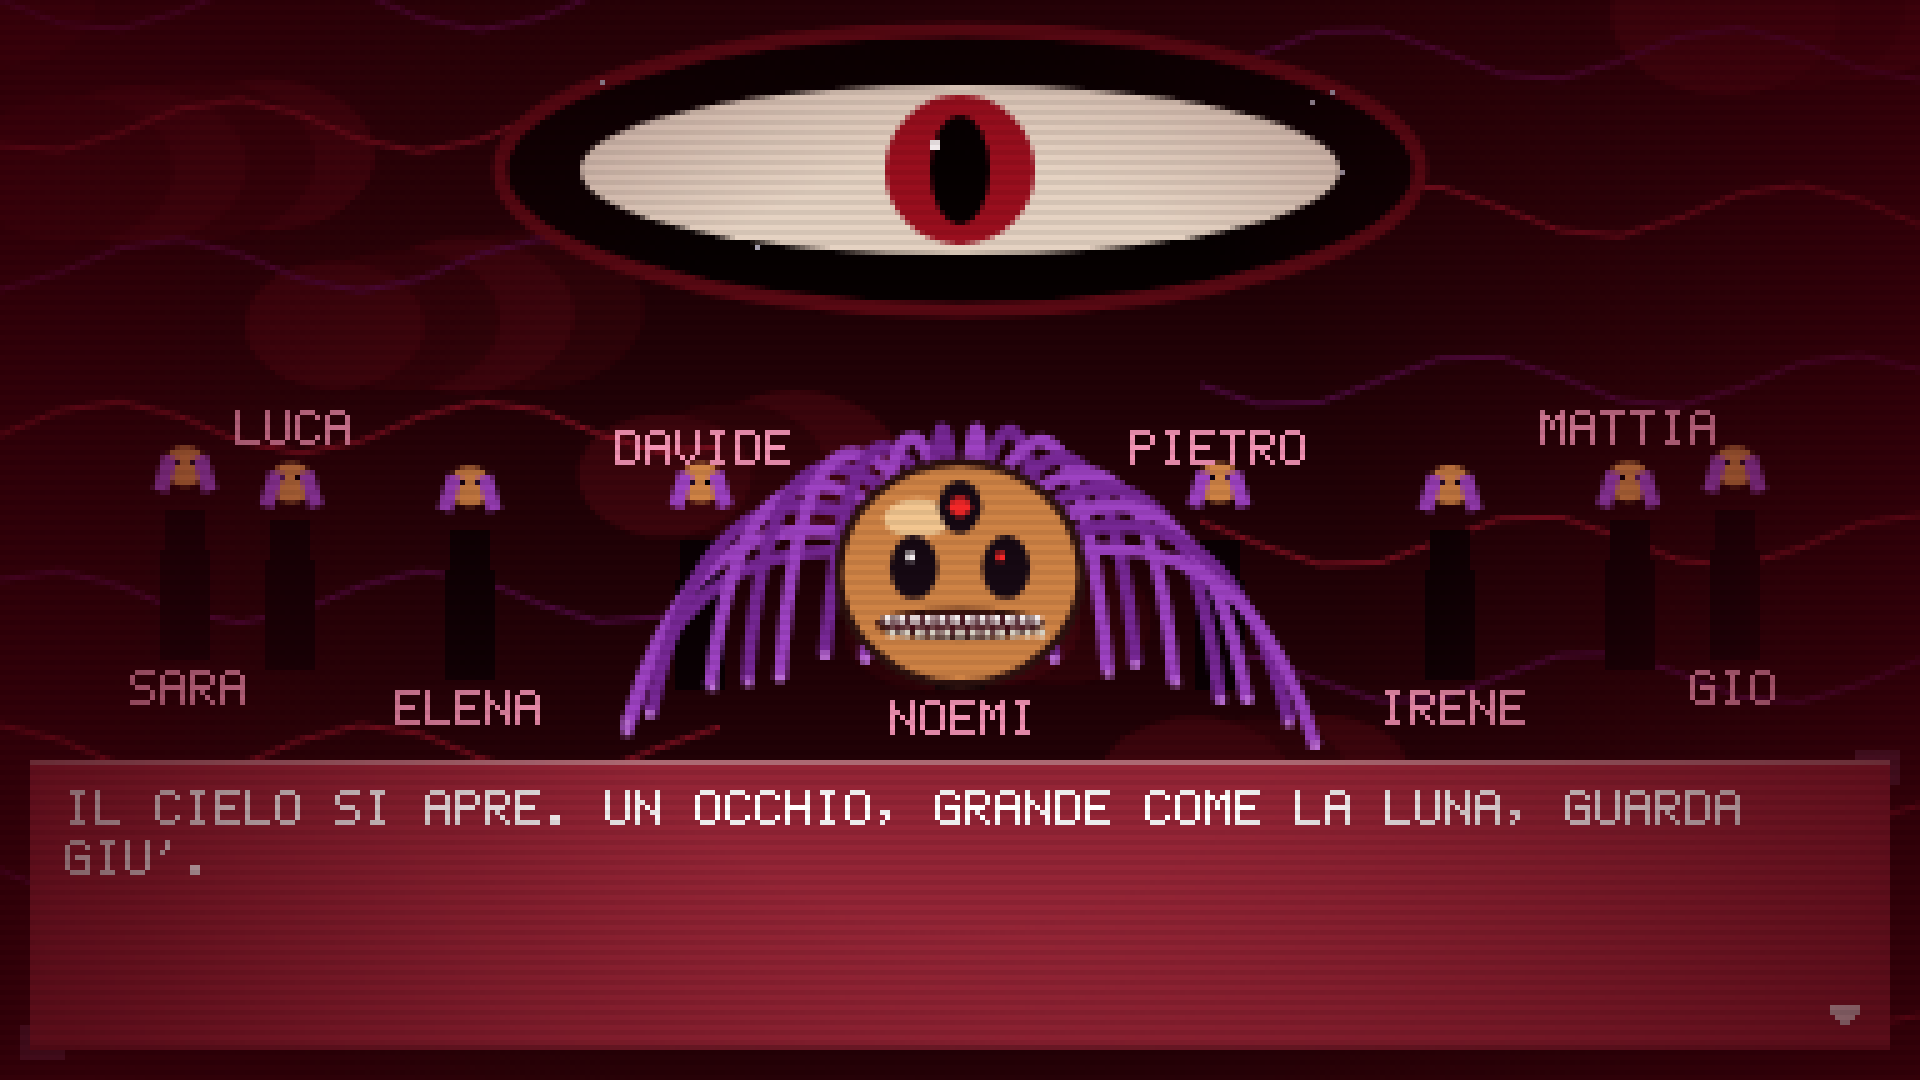 LUCA
DAVIDE
PIETRO
MATTIA
SARA
ELENA
NOEMI
IRENE
GIO
IL CIELO SI APRE. UN OCCHIO, GRANDE COME LA LUNA, GUARDA
GIU'.